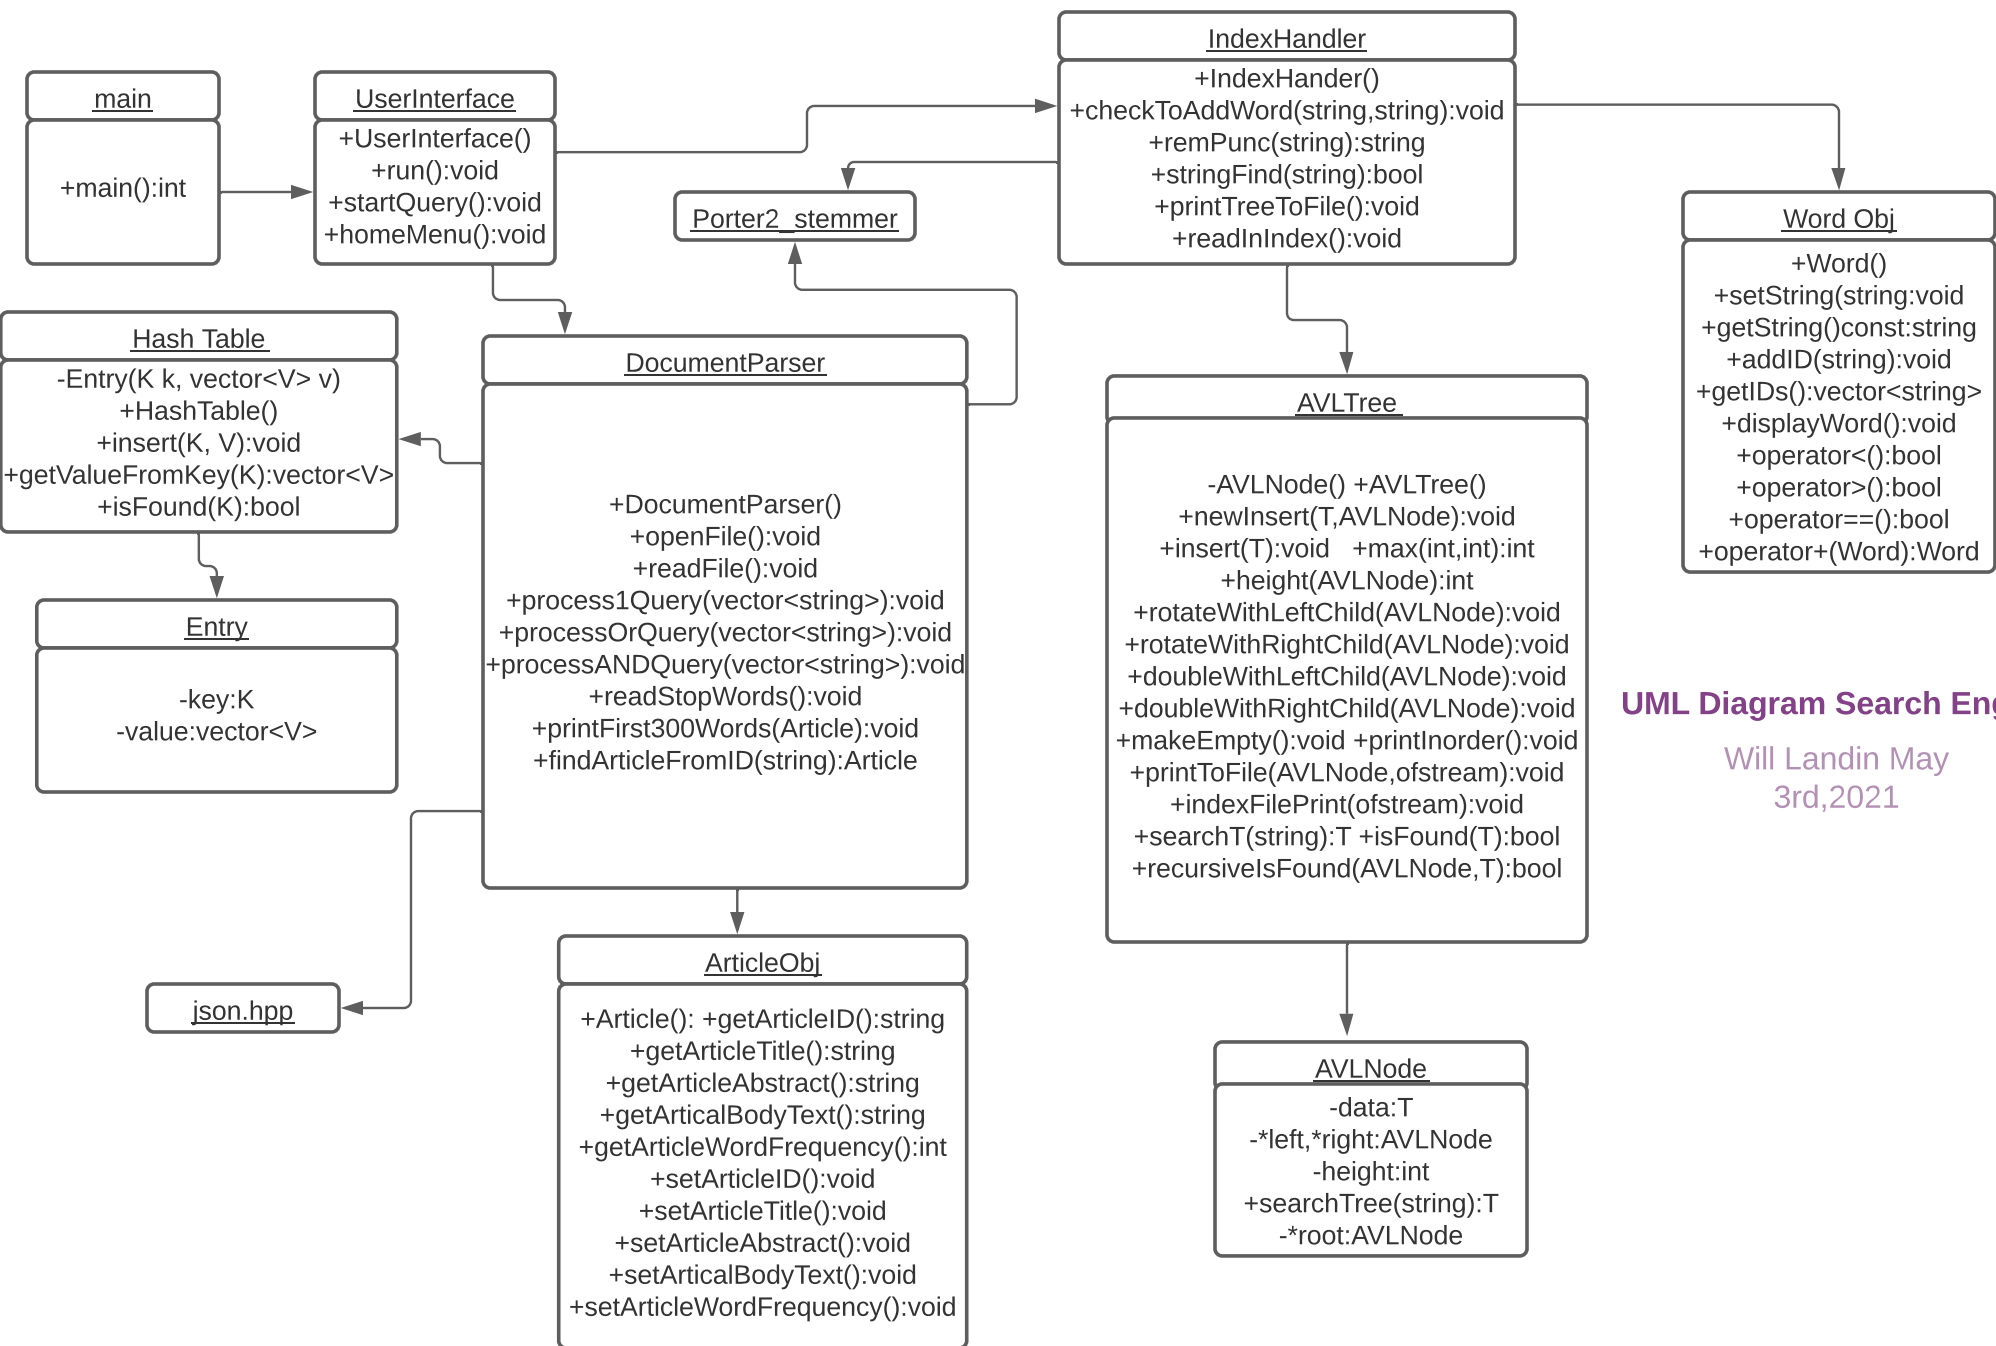 main
+main():int
UserInterface
+UserInterface()
+run():void
+startQuery():void
+homeMenu():void
IndexHandler
+IndexHander()
+checkToAddWord(string,string):void
+remPunc(string):string
+stringFind(string):bool
+printTreeToFile():void
+readInIndex():void
Porter2_stemmer
Word Obj
+Word()
+setString(string:void
+getString()const:string
+addID(string):void
+getIDs():vector<string>
+displayWord():void
+operator<():bool
+operator>():bool
+operator==():bool
+operator+(Word):Word
Hash Table
-Entry(K k, vector<V> v)
+HashTable()
+insert(K, V):void
+getValueFromKey(K):vector<V>
+isFound(K):bool
Entry
-key:K
-value:vector<V>
DocumentParser
+DocumentParser()
+openFile():void
+readFile():void
+process1Query(vector<string>):void
+processOrQuery(vector<string>):void
+processANDQuery(vector<string>):void
+readStopWords():void
+printFirst300Words(Article):void
+findArticleFromID(string):Article
AVLTree
-AVLNode() +AVLTree()
+newInsert(T,AVLNode):void
+insert(T):void +max(int,int):int
+height(AVLNode):int
+rotateWithLeftChild(AVLNode):void
+rotateWithRightChild(AVLNode):void
+doubleWithLeftChild(AVLNode):void
+doubleWithRightChild(AVLNode):void
+makeEmpty():void +printInorder():void
+printToFile(AVLNode,ofstream):void
+indexFilePrint(ofstream):void
+searchT(string):T +isFound(T):bool
+recursiveIsFound(AVLNode,T):bool
UML Diagram Search Eng
Will Landin May
3rd,2021
json.hpp
ArticleObj
+Article(): +getArticleID():string
+getArticleTitle():string
+getArticleAbstract():string
+getArticalBodyText():string
+getArticleWordFrequency():int
+setArticleID():void
+setArticleTitle():void
+setArticleAbstract():void
+setArticalBodyText():void
+setArticleWordFrequency():void
AVLNode
-data:T
-*left,*right:AVLNode
-height:int
+searchTree(string):T
-*root:AVLNode